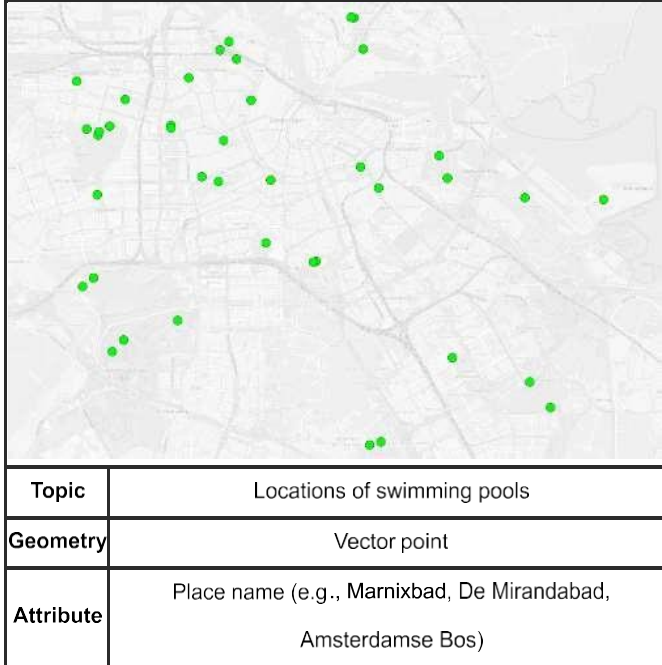 Topic
Locations of swimming pools
Geometry
Vector point
Attribute
Place name (e.g., Marnixbad, De Mirandabad,
Amsterdamse Bos)